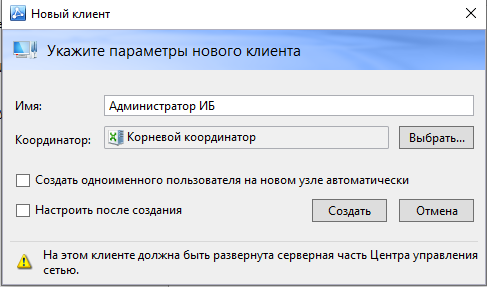 Новый клиент
Укажите параметры нового клиента
Имя: Администратор ИБ
Координатор: Корневой координатор Выбрать...
Создать одноименного пользователя на новом узле автоматически
Настроить после создания Создать Отмена
На этом клиенте должна быть развернута серверная часть Центра управления
сетью.